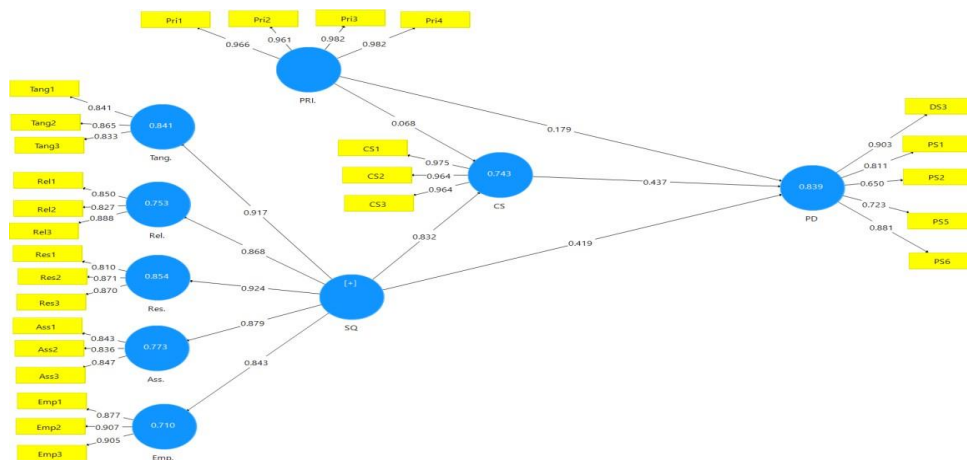 Pri1
Pri2
Pri3
Pri4
0.966
0.961
0.982
0.982
PRI.
Tang1
Tang2
Tang3
0.841
0.865
0.833
0.841
Tang.
0.068
0.179
DS3
PS1
PS2
PS5
PS6
0.903
0.811
0.650
0.723
0.881
0.839
PD
CS1
CS2
CS3
0.975
0.964
0.964
0.743
CS
0.437
Rel1
Rel2
Rel3
0.850
0.827
0.888
0.753
Rel.
0.917
0.868
0.832
0.419
Res1
Res2
Res3
0.810
0.871
0.870
0.854
Res.
0.924
[+]
SQ
Ass1
Ass2
Ass3
0.843
0.836
0.847
0.773
Ass.
0.879
0.843
Emp1
Emp2
Emp3
0.877
0.907
0.905
0.710
Emp.